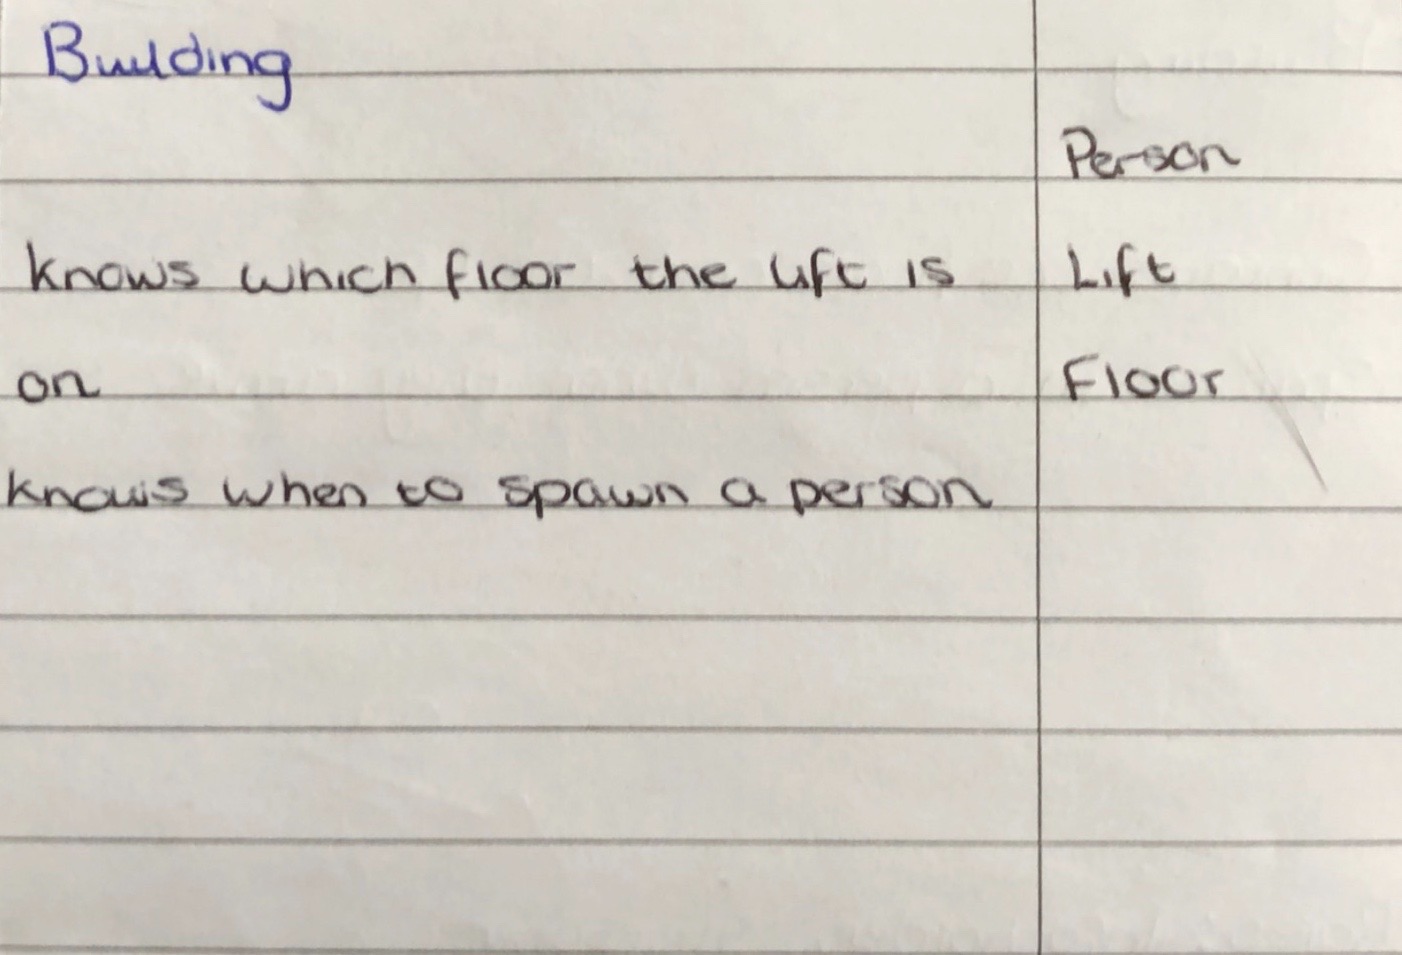 Building
Person
knows which floor the lift is
Lift
on
Floor
knows when to spawn a person